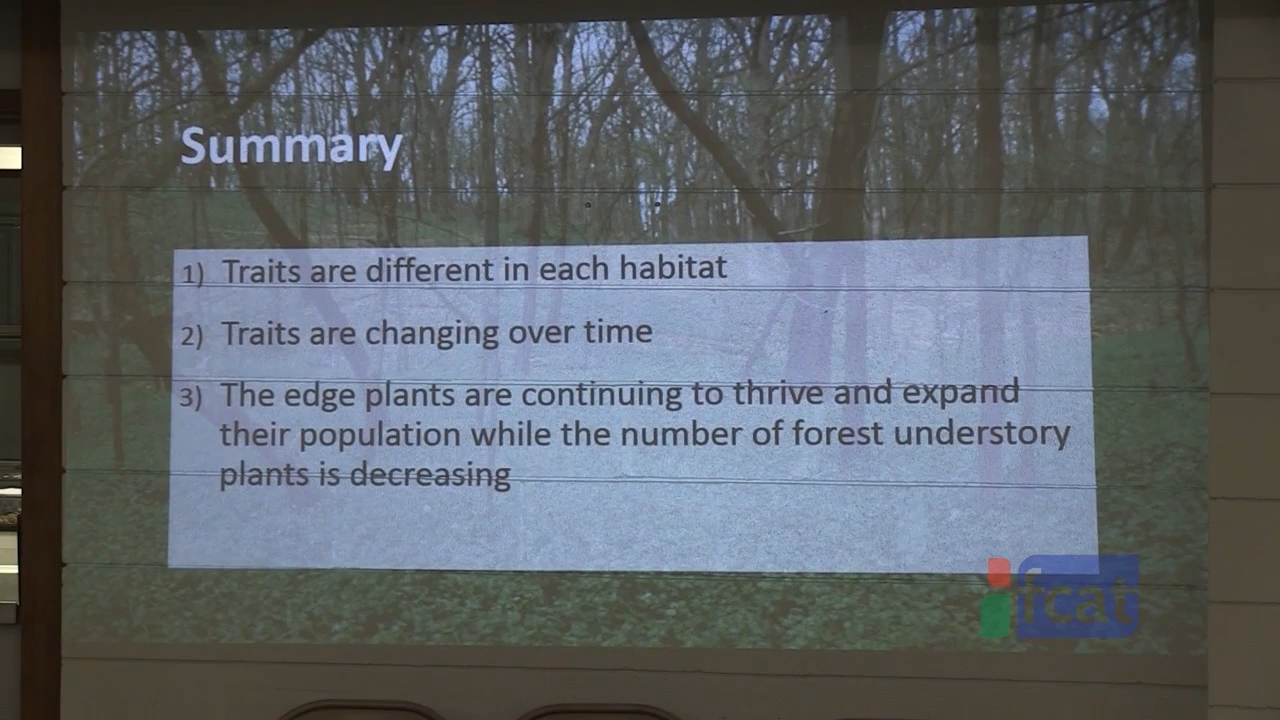 Summary
1) Traits are different in each habitat
2) Traits are changing over time
3) The edge plants are continuing to thrive and expand
their population while the number of forest understory
plants is decreasing
fcat